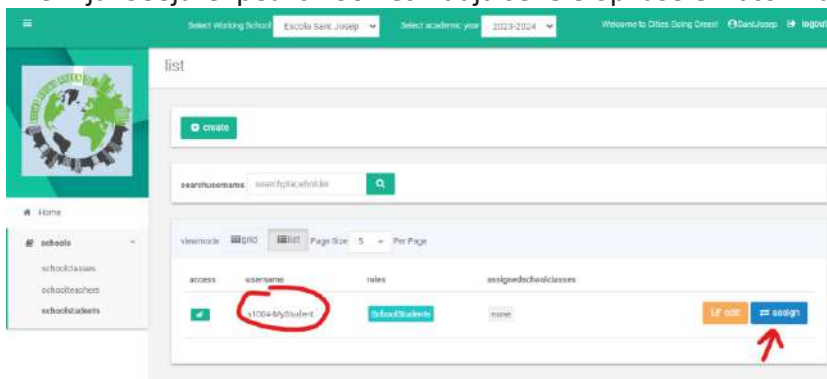 Select Working School Escola Sant Josep Select academic year 2023-2024 Welcome to Cities Going Green! @SantJosep logout
list
create
searchusername searchplaceholder
Home
viewmode grid list Page Size 5 Per Page
schools
schoolclasses
schoolteachers
schoolstudents
access username roles assignedschoolclasses
s1004-MyStudent SchoolStudents none edit assign